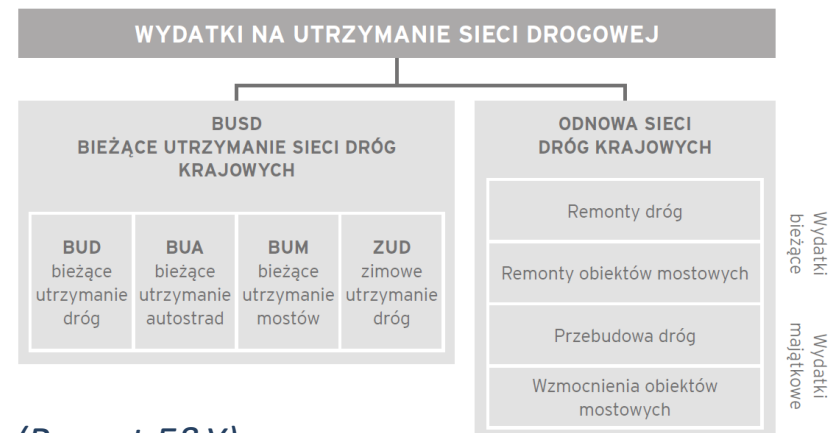 WYDATKI NA UTRZYMANIE SIECI DROGOWEJ
BUSD
BIEŻĄCE UTRZYMANIE SIECI DRÓG
KRAJOWYCH
BUD
bieżące
utrzymanie
dróg
BUA
bieżące
utrzymanie
autostrad
BUM
bieżące
utrzymanie
mostów
ZUD
zimowe
utrzymanie
dróg
ODNOWA SIECI
DRÓG KRAJOWYCH
Remonty dróg
Remonty obiektów mostowych
Przebudowa dróg
Wzmocnienia obiektów
mostowych
Wydatki
bieżące
Wydatki
majątkowe